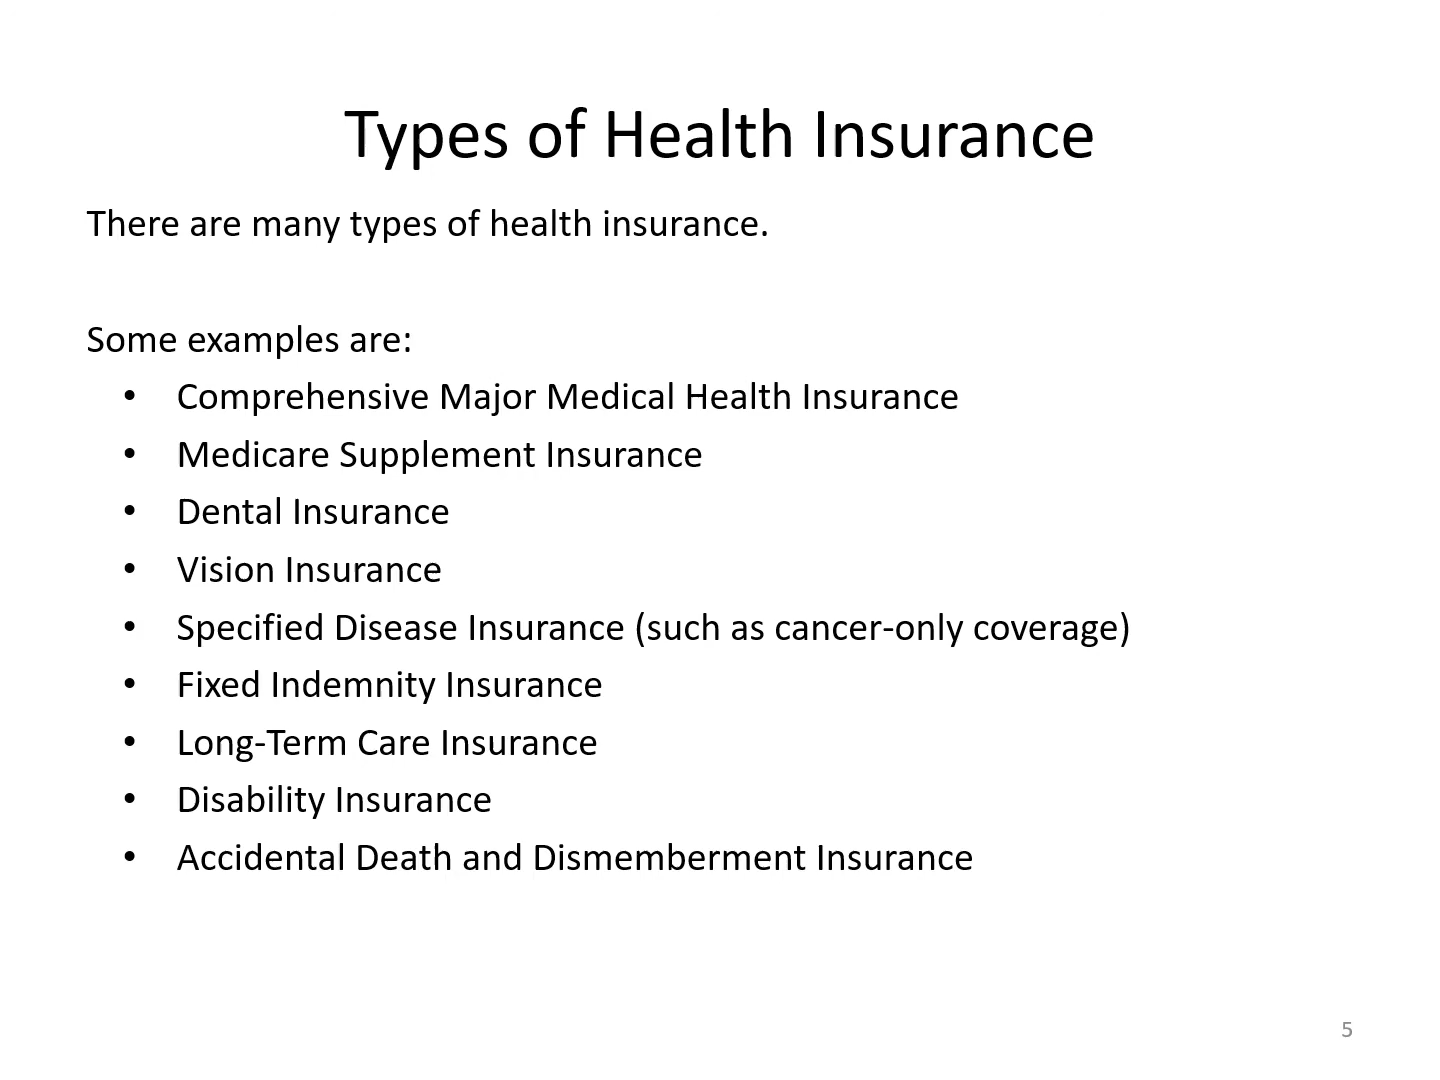 Types of Health Insurance
There are many types of health insurance.
Some examples are:
• Comprehensive Major Medical Health Insurance
• Medicare Supplement Insurance
• Dental Insurance
• Vision Insurance
• Specified Disease Insurance (such as cancer-only coverage)
• Fixed Indemnity Insurance
• Long-Term Care Insurance
• Disability Insurance
• Accidental Death and Dismemberment Insurance
5